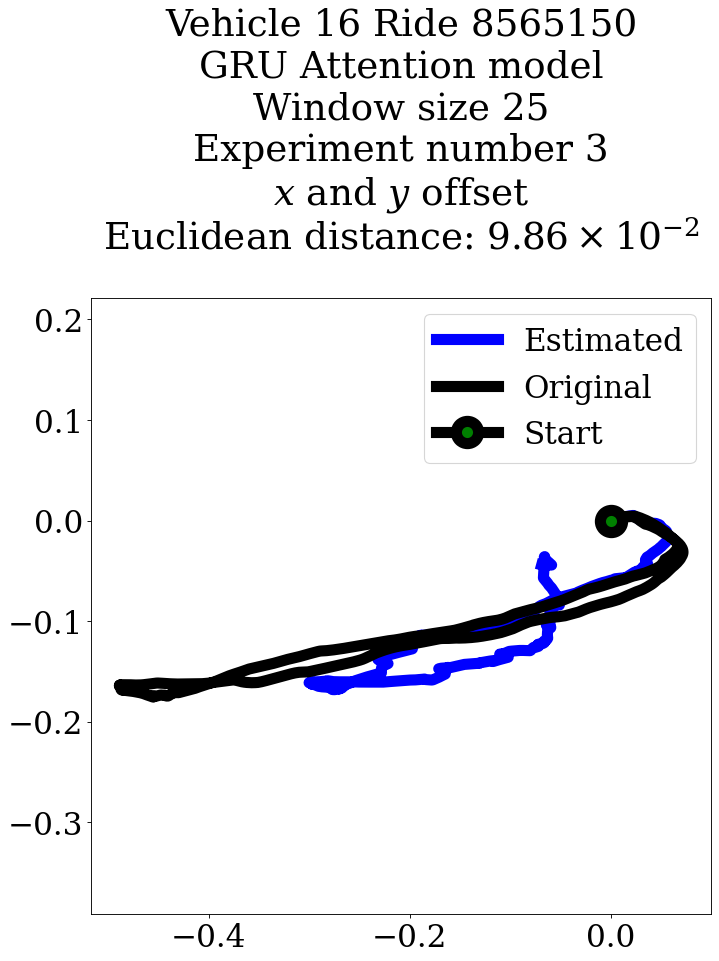 Vehicle 16 Ride 8565150
GRU Attention model
Window size 25
Experiment number 3
x and y offset
Euclidean distance: 9.86 × 10⁻²
Estimated
Original
Start
0.2
0.1
0.0
−0.1
−0.2
−0.3
−0.4
−0.2
0.0